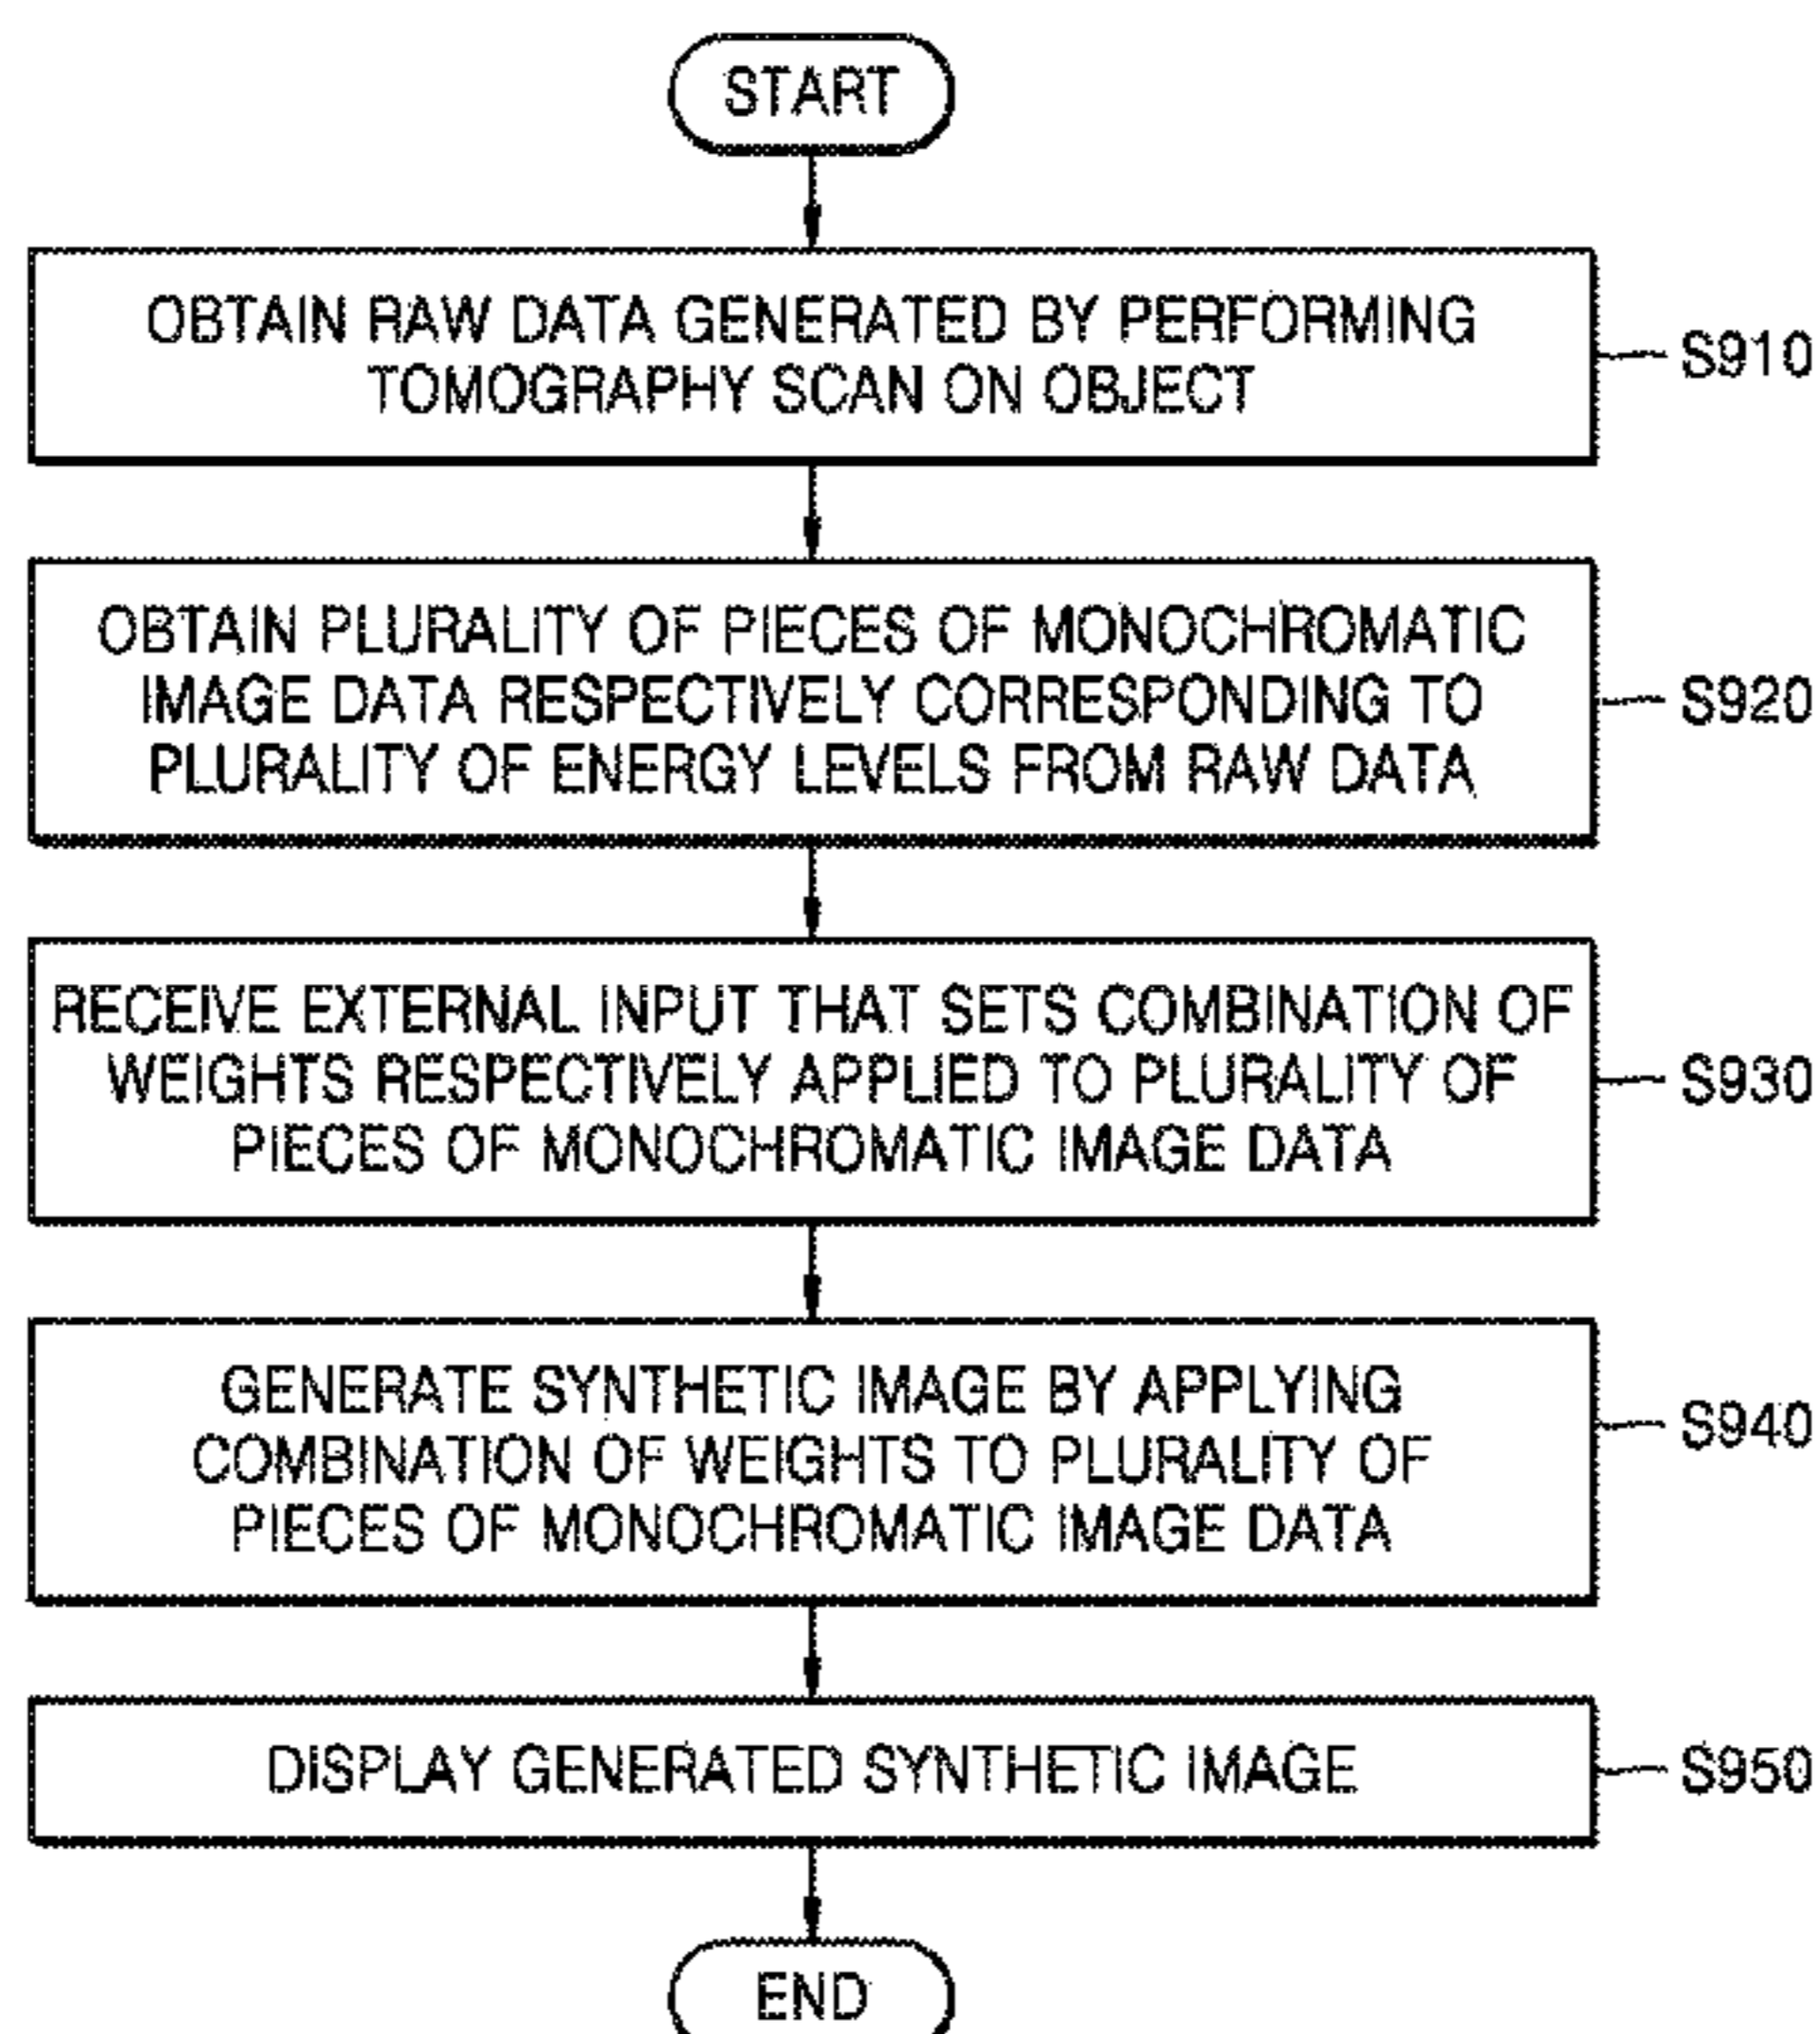 START
OBTAIN RAW DATA GENERATED BY PERFORMING
TOMOGRAPHY SCAN ON OBJECT
S910
OBTAIN PLURALITY OF PIECES OF MONOCHROMATIC
IMAGE DATA RESPECTIVELY CORRESPONDING TO
PLURALITY OF ENERGY LEVELS FROM RAW DATA
S920
RECEIVE EXTERNAL INPUT THAT SETS COMBINATION OF
WEIGHTS RESPECTIVELY APPLIED TO PLURALITY OF
PIECES OF MONOCHROMATIC IMAGE DATA
S930
GENERATE SYNTHETIC IMAGE BY APPLYING
COMBINATION OF WEIGHTS TO PLURALITY OF
PIECES OF MONOCHROMATIC IMAGE DATA
S940
DISPLAY GENERATED SYNTHETIC IMAGE
S950
END